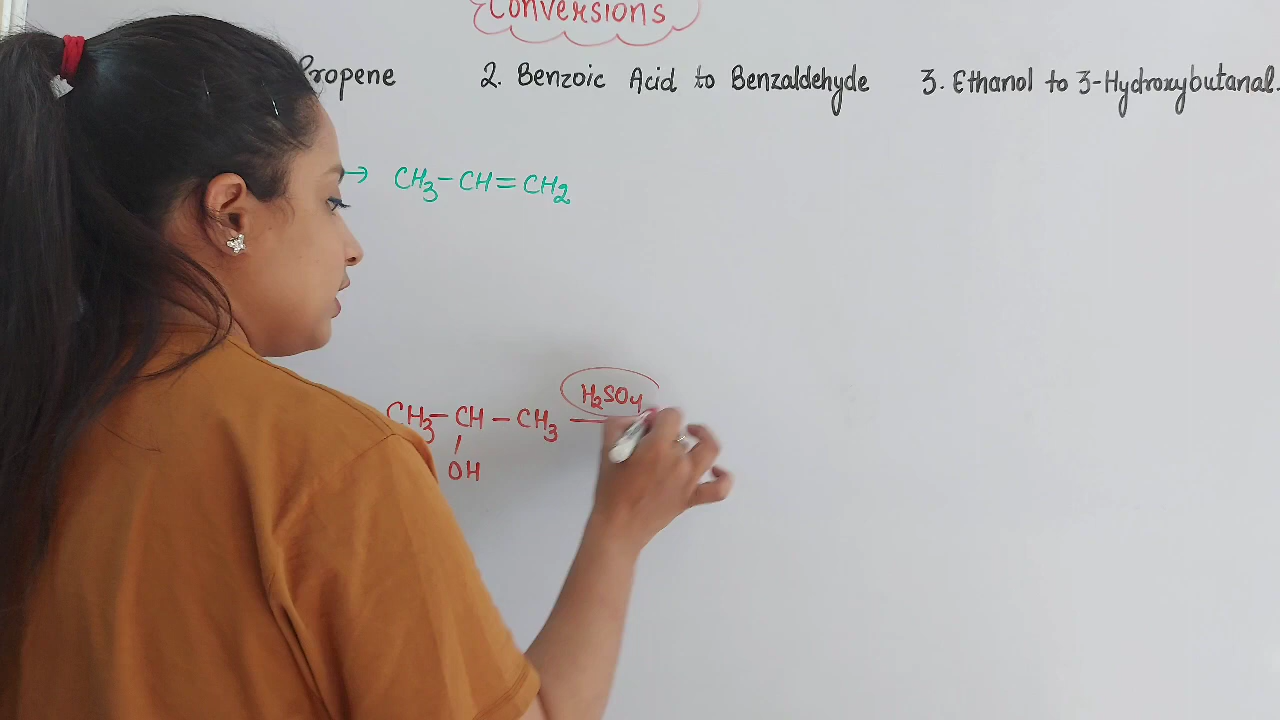 Conversions
Propene 2. Benzoic Acid to Benzaldehyde 3. Ethanol to 3-Hydroxybutanal.
→ CH3-CH=CH2
H2SO4
CH3-CH-CH3
OH